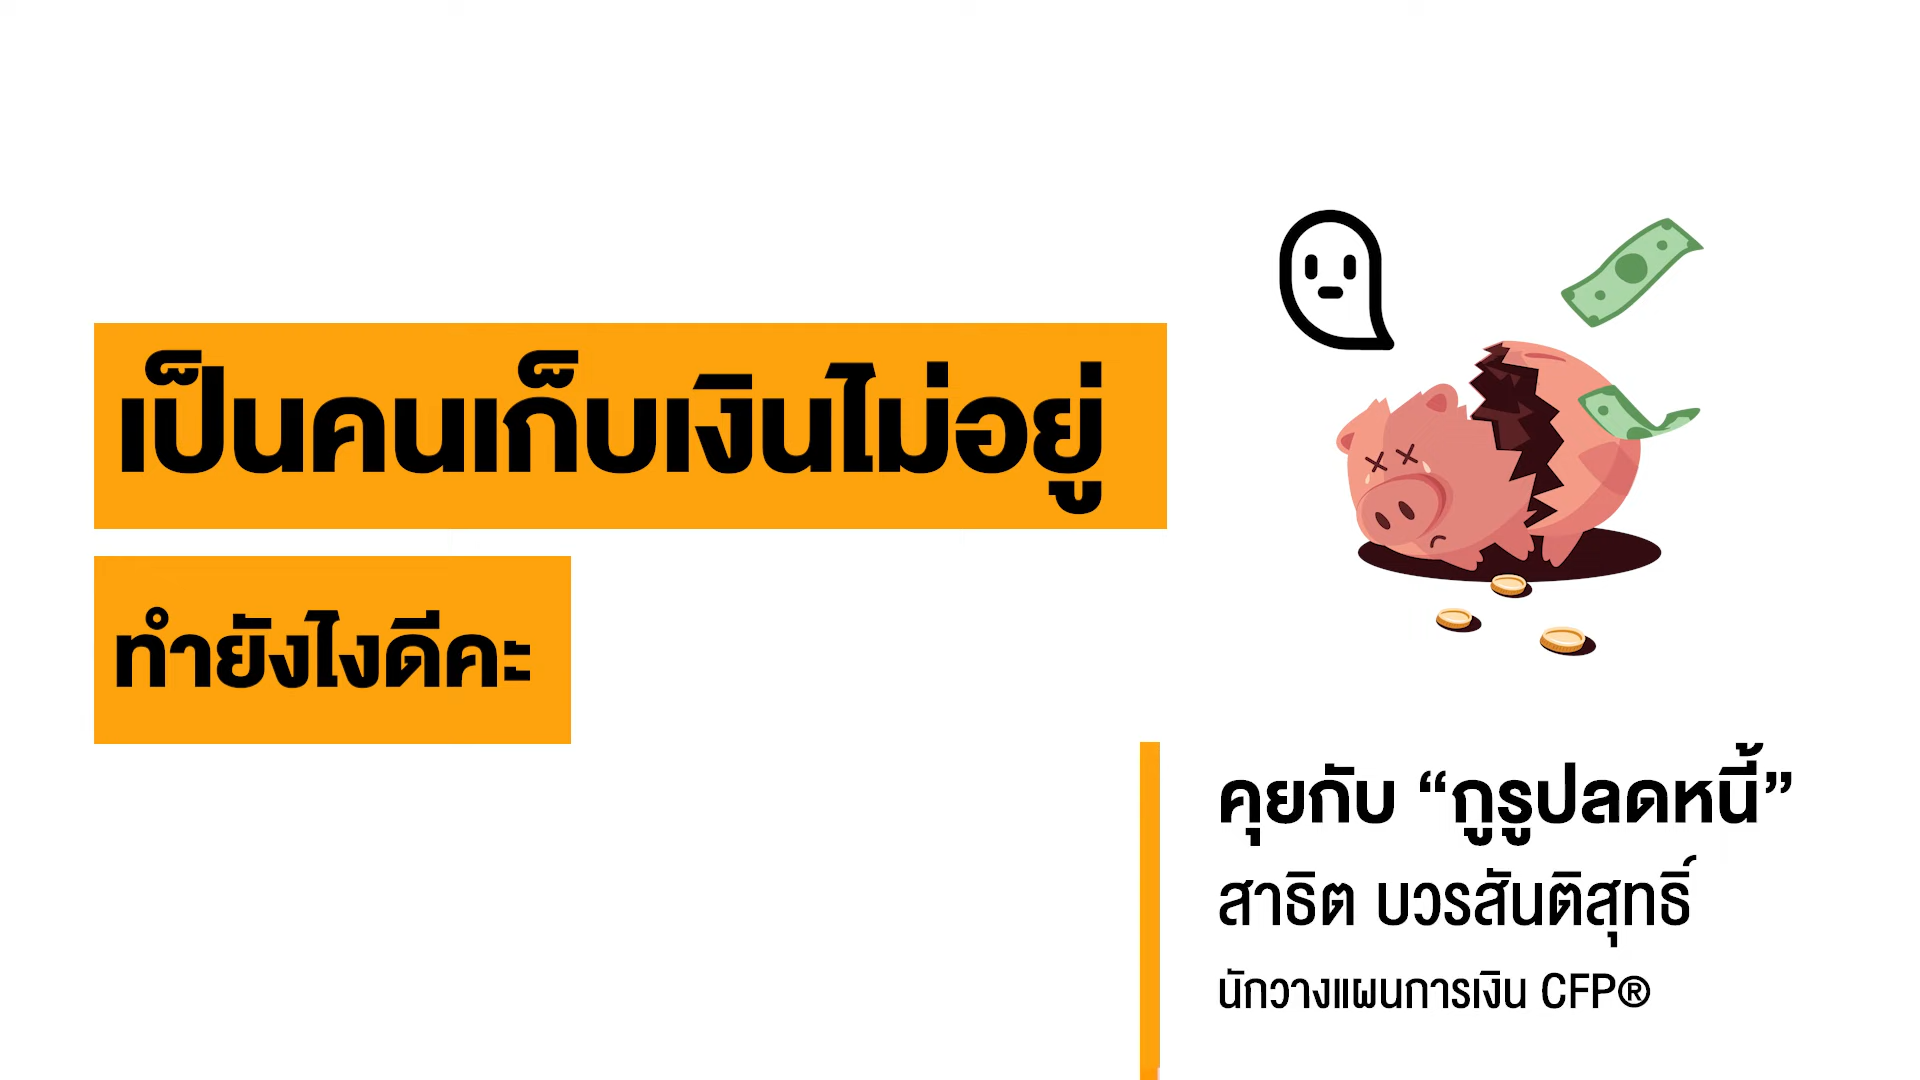 เป็นคนเก็บเงินไม่อยู่
ทำยังไงดีคะ
คุยกับ “กูรูปลดหนี้”
สาธิต บวรสันติสุทธิ์
นักวางแผนการเงิน CFP®